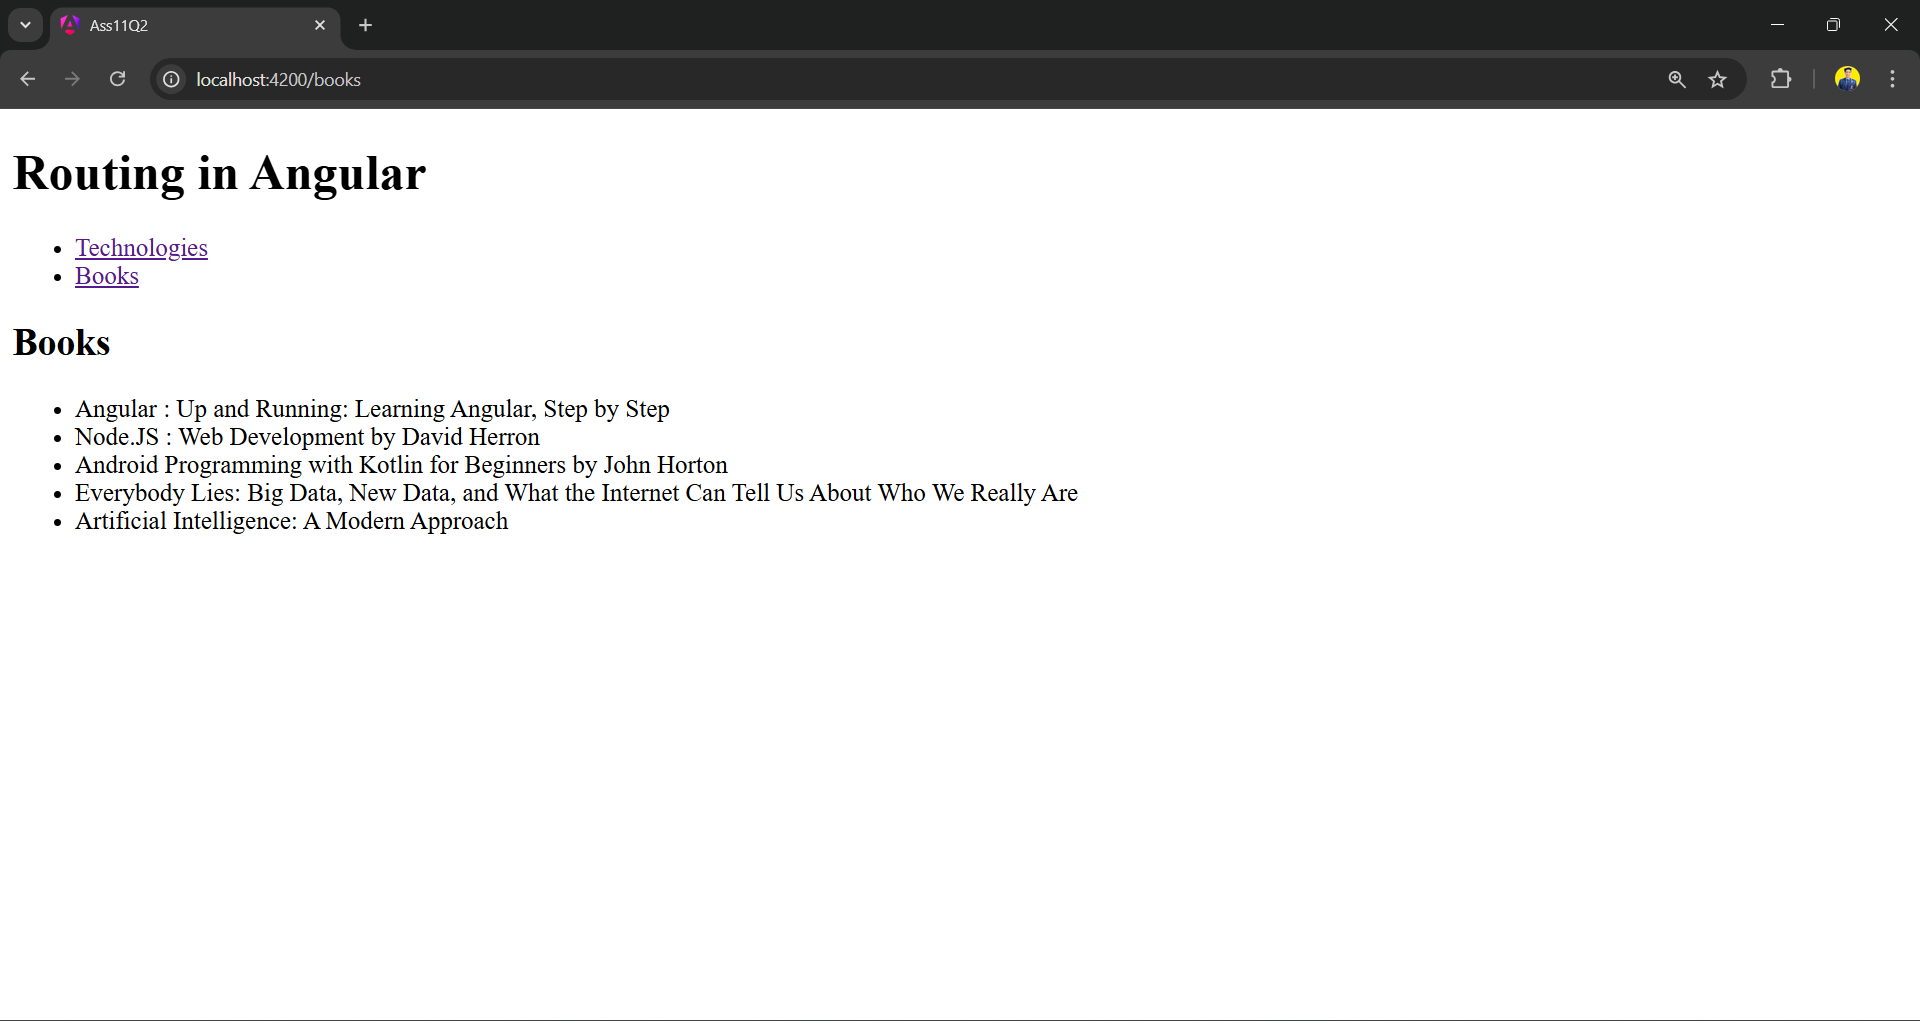 Ass11Q2
localhost:4200/books
Routing in Angular
Technologies
Books
Books
Angular : Up and Running: Learning Angular, Step by Step
Node.JS : Web Development by David Herron
Android Programming with Kotlin for Beginners by John Horton
Everybody Lies: Big Data, New Data, and What the Internet Can Tell Us About Who We Really Are
Artificial Intelligence: A Modern Approach